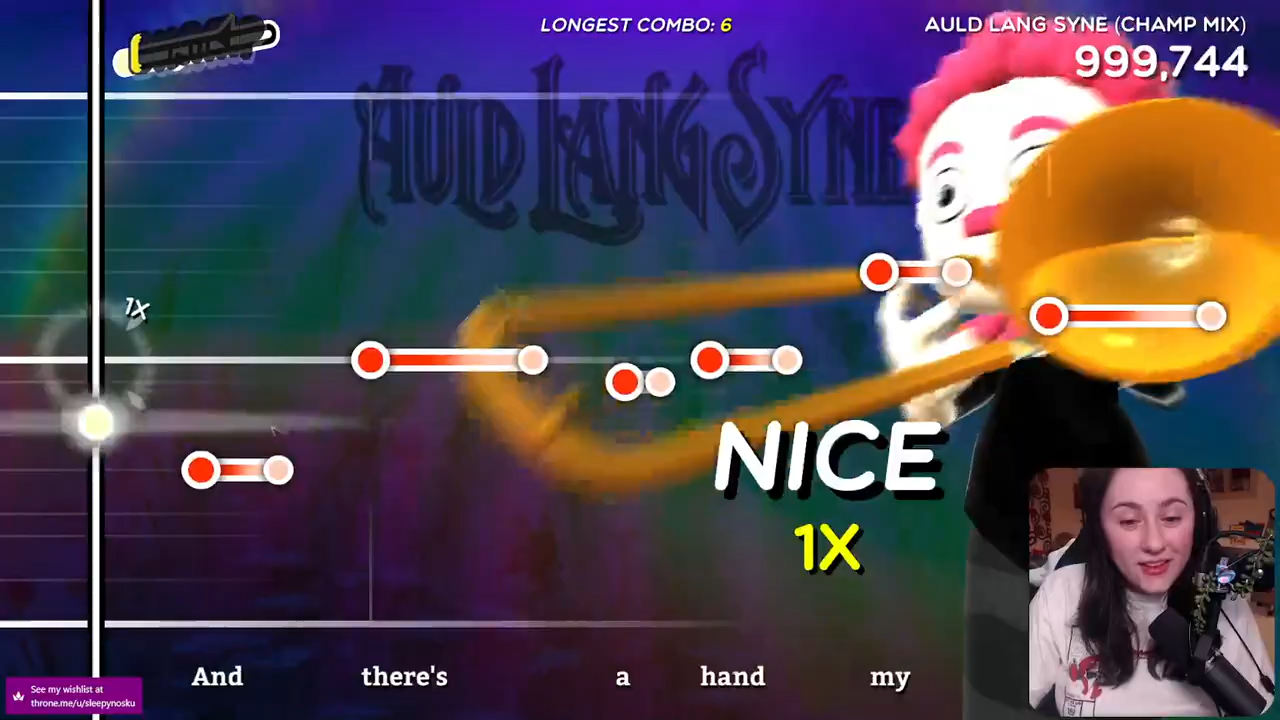 LONGEST COMBO: 6
AULD LANG SYNE (CHAMP MIX)
999,744
AULD LANG SYNE
1X
NICE
1X
And there's a hand my
See my wishlist at
throne.me/u/sleepynosku